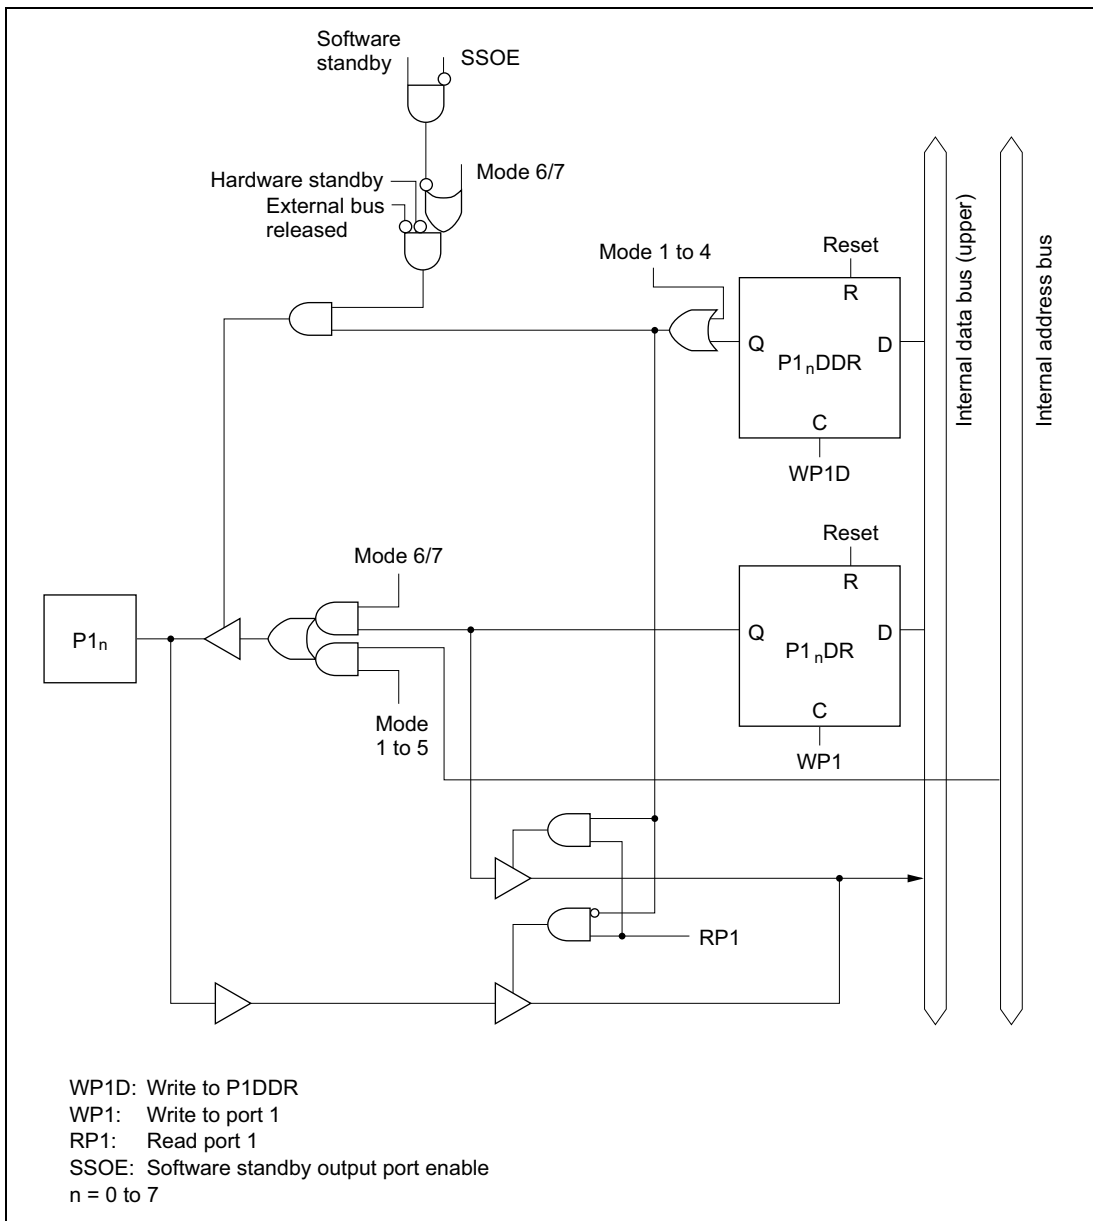 Software
standby
SSOE
Mode 6/7
Hardware standby
External bus
released
Mode 1 to 4
Reset
R
Q
D
P1nDDR
C
WP1D
Internal data bus (upper)
Internal address bus
Reset
R
Mode 6/7
P1n
Q
D
P1nDR
C
Mode
1 to 5
WP1
RP1
WP1D: Write to P1DDR
WP1: Write to port 1
RP1: Read port 1
SSOE: Software standby output port enable
n = 0 to 7